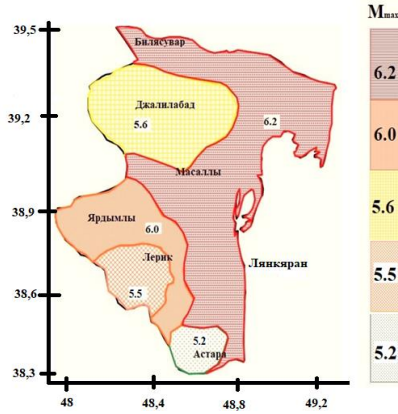 39,5
39,2
38,9
38,6
38,3
48
48,4
48,8
49,2
Билясувар
Джалилабад
5.6
6.2
Масаллы
Ярдымлы
6.0
Лерик
5.5
Лянкяран
5.2
Астара
Mmax
6.2
6.0
5.6
5.5
5.2